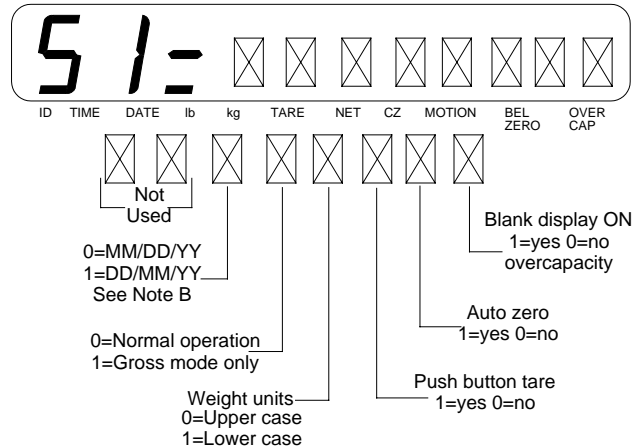 S1=
ID TIME DATE lb kg TARE NET CZ MOTION BEL ZERO OVER CAP
Not
Used
0=MM/DD/YY
1=DD/MM/YY
See Note B
0=Normal operation
1=Gross mode only
Weight units
0=Upper case
1=Lower case
Push button tare
1=yes 0=no
Auto zero
1=yes 0=no
Blank display ON
1=yes 0=no
overcapacity